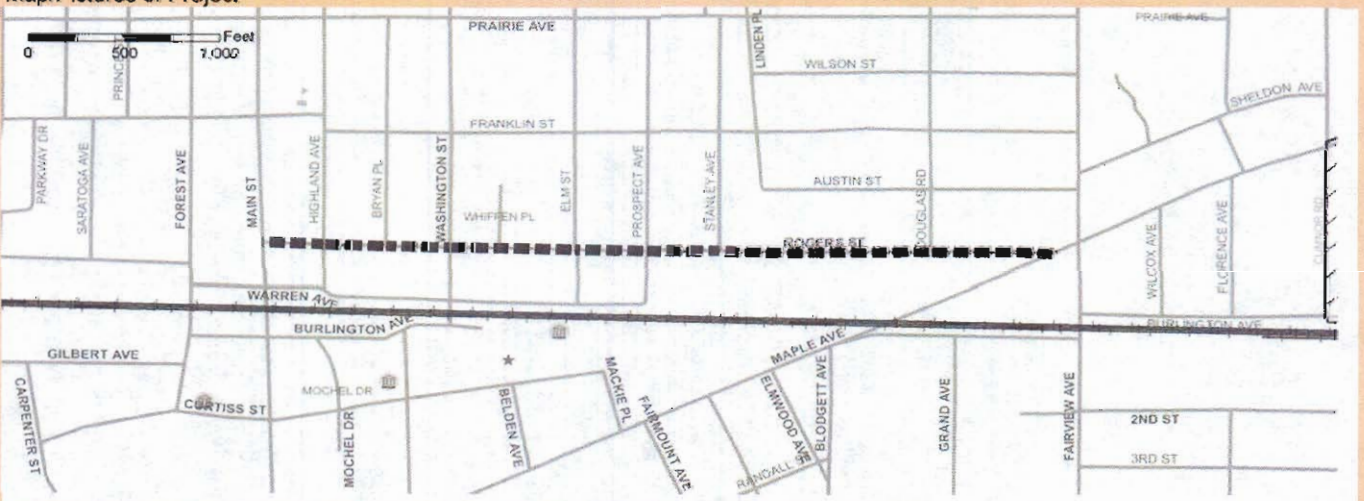 Feet
0 500 1,000
PRAIRIE AVE
LINDEN PL
PRAIRIE AVE
WILSON ST
SHELDON AVE
FRANKLIN ST
PARKWAY DR
SARATOGA AVE
FOREST AVE
MAIN ST
HIGHLAND AVE
BRYAN PL
WASHINGTON ST
WHIFFEN PL
ELM ST
PROSPECT AVE
STANLEY AVE
AUSTIN ST
DOUGLAS RD
ROGERS ST
WILCOX AVE
FLORENCE AVE
WARREN AVE
BURLINGTON AVE
BURLINGTON AVE
GILBERT AVE
MAPLE AVE
CARPENTER ST
CURTISS ST
MOCHEL DR
MOCHEL DR
BELDEN AVE
MACKIE PL
FAIRMOUNT AVE
ELMWOOD AVE
BLODGETT AVE
RANDALL ST
GRAND AVE
FAIRVIEW AVE
2ND ST
3RD ST